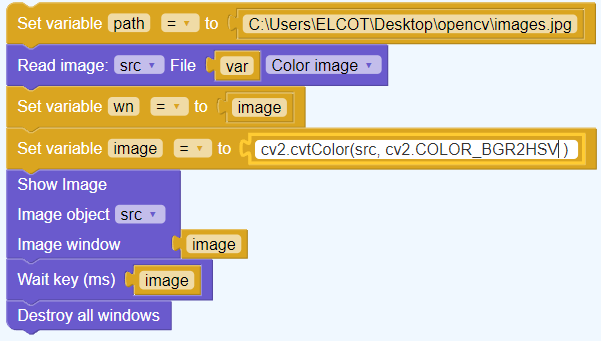 Set variable path = to C:\Users\ELCOT\Desktop\opencv\images.jpg
Read image: src File var Color image
Set variable wn = to image
Set variable image = to cv2.cvtColor(src, cv2.COLOR_BGR2HSV )
Show Image
Image object src
Image window image
Wait key (ms) image
Destroy all windows